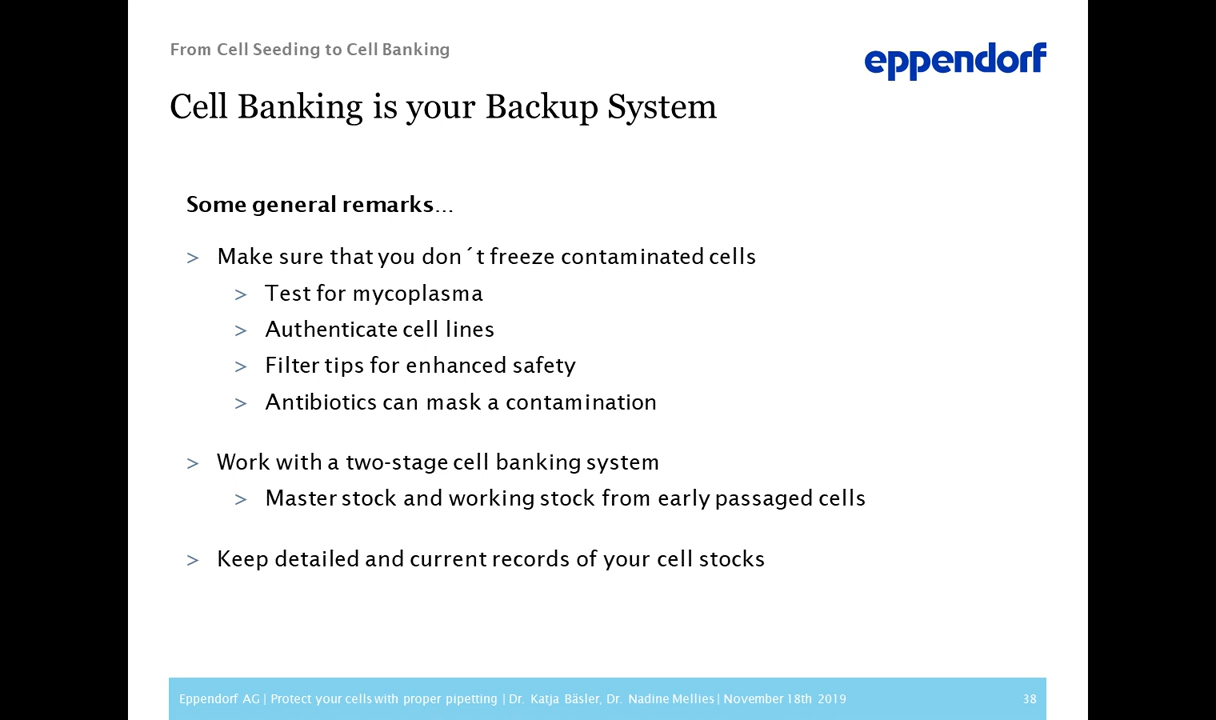 From Cell Seeding to Cell Banking
eppendorf
Cell Banking is your Backup System
Some general remarks…
> Make sure that you don´t freeze contaminated cells
> Test for mycoplasma
> Authenticate cell lines
> Filter tips for enhanced safety
> Antibiotics can mask a contamination
> Work with a two-stage cell banking system
> Master stock and working stock from early passaged cells
> Keep detailed and current records of your cell stocks
Eppendorf AG | Protect your cells with proper pipetting | Dr. Katja Bäsler, Dr. Nadine Mellies | November 18th 2019 38